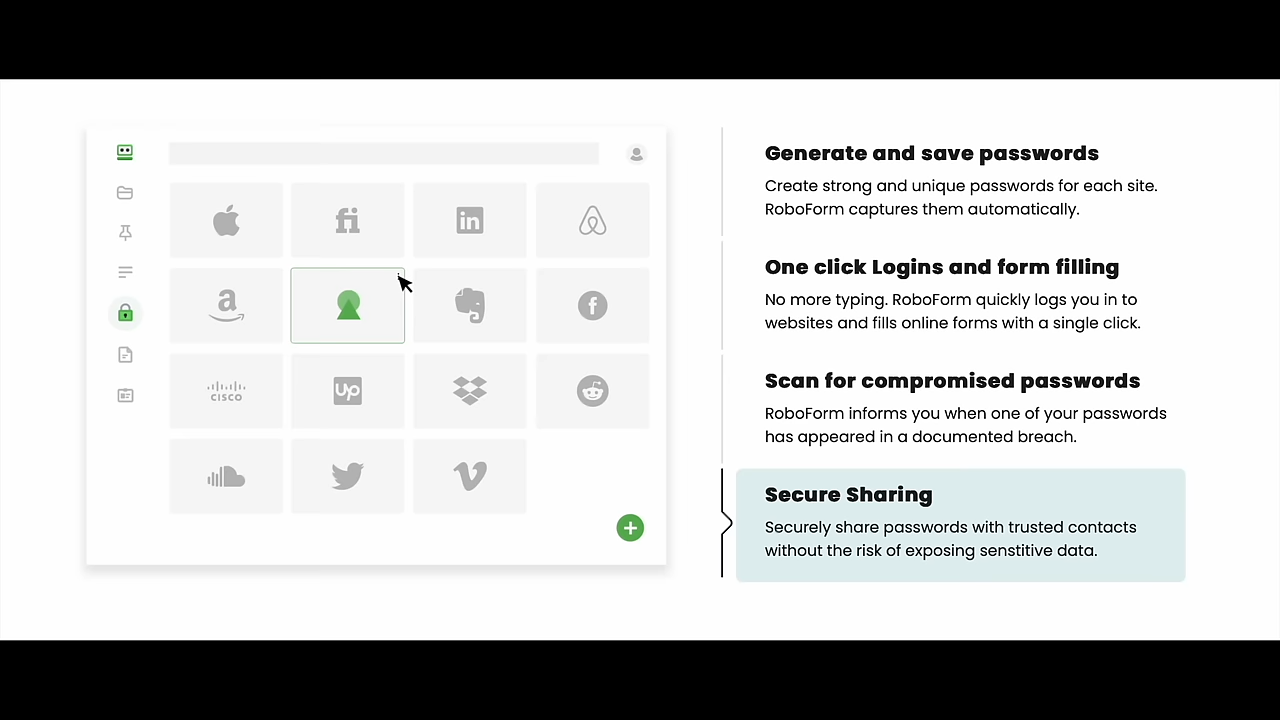 fi
in
a
f
CISCO
Up
Generate and save passwords
Create strong and unique passwords for each site.
RoboForm captures them automatically.
One click Logins and form filling
No more typing. RoboForm quickly logs you in to
websites and fills online forms with a single click.
Scan for compromised passwords
RoboForm informs you when one of your passwords
has appeared in a documented breach.
Secure Sharing
Securely share passwords with trusted contacts
without the risk of exposing senstitive data.